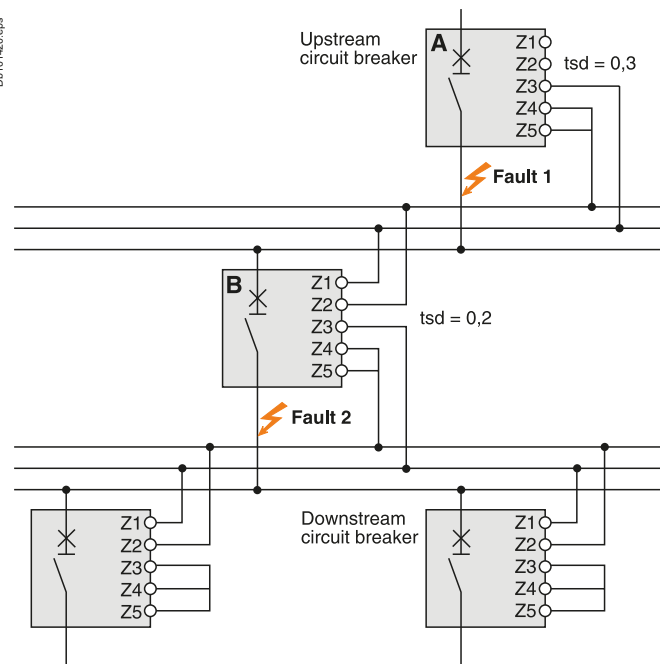 Upstream
circuit breaker
A
Z1
Z2
Z3
Z4
Z5
tsd = 0,3
Fault 1
B
Z1
Z2
Z3
Z4
Z5
tsd = 0,2
Fault 2
Z1
Z2
Z3
Z4
Z5
Downstream
circuit breaker
Z1
Z2
Z3
Z4
Z5